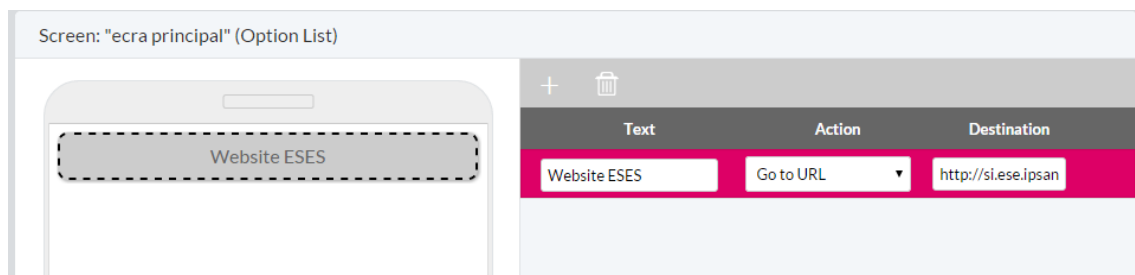 Screen: "ecra principal" (Option List)
Website ESES
Text Action Destination
Website ESES Go to URL http://si.ese.ipsan